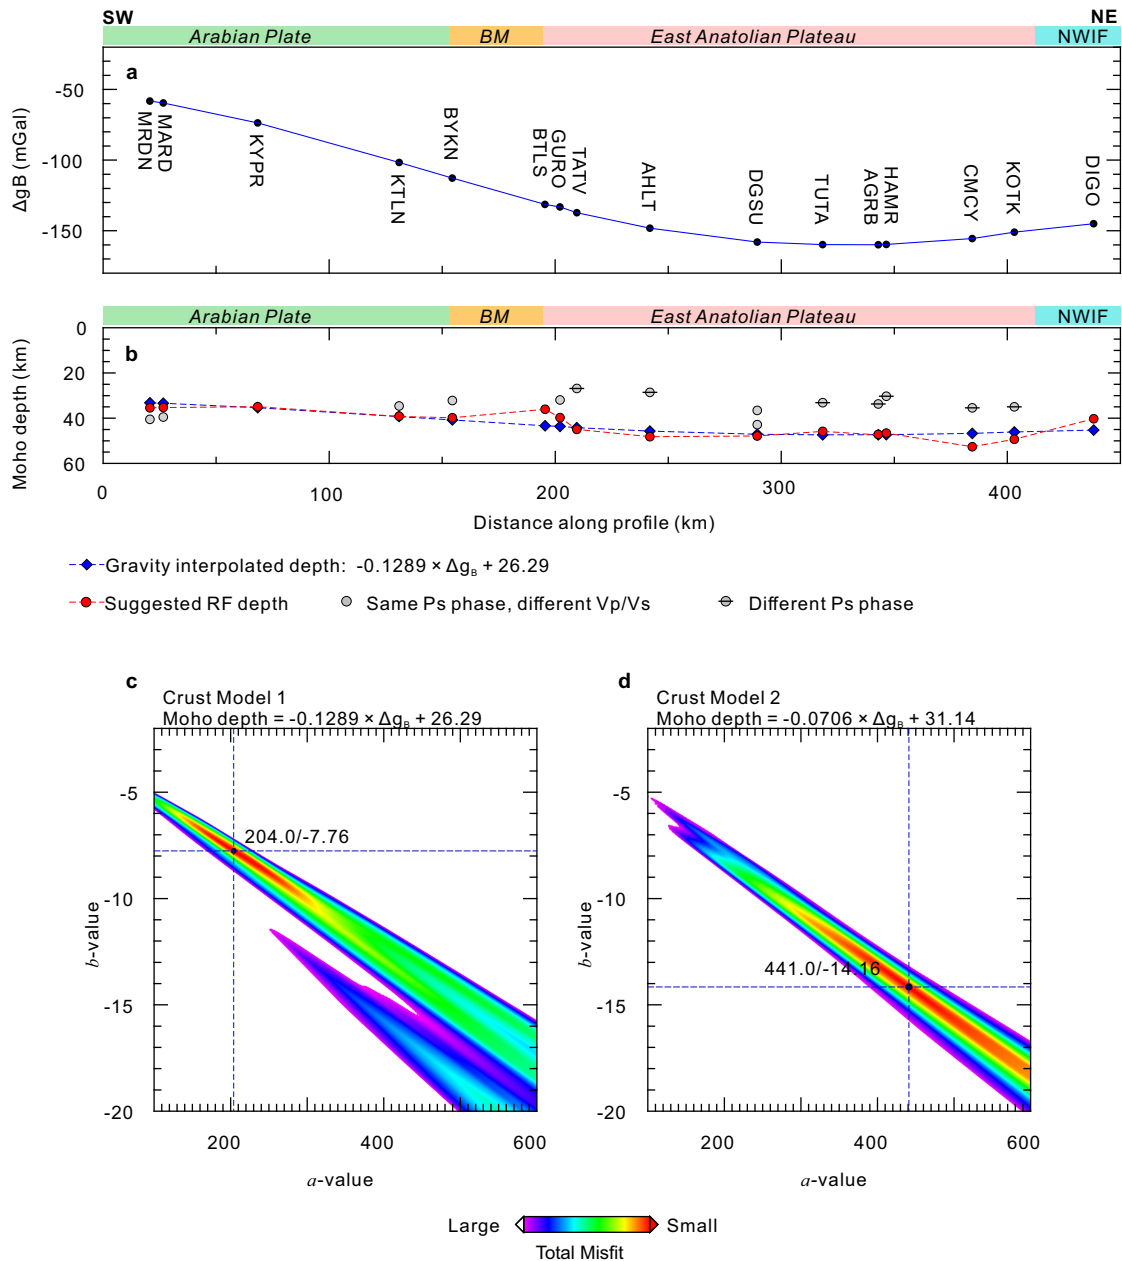 SW NE
Arabian Plate BM East Anatolian Plateau NWIF
a
ΔgB (mGal)
-50
-100
-150
MRDN MARD KYPR KTLN BYKN BTLS GURO TATV AHLT DGSU TUTA AGRB HAMR CMCY KOTK DIGO
Arabian Plate BM East Anatolian Plateau NWIF
b
Moho depth (km)
0
20
40
60
0 100 200 300 400
Distance along profile (km)
Gravity interpolated depth: -0.1289 × Δg_B + 26.29
Suggested RF depth Same Ps phase, different Vp/Vs Different Ps phase
c
Crust Model 1
Moho depth = -0.1289 × Δg_B + 26.29
b-value
-5
-10
-15
-20
204.0/-7.76
200 400 600
a-value
d
Crust Model 2
Moho depth = -0.0706 × Δg_B + 31.14
b-value
-5
-10
-15
-20
441.0/-14.16
200 400 600
a-value
Large Small
Total Misfit